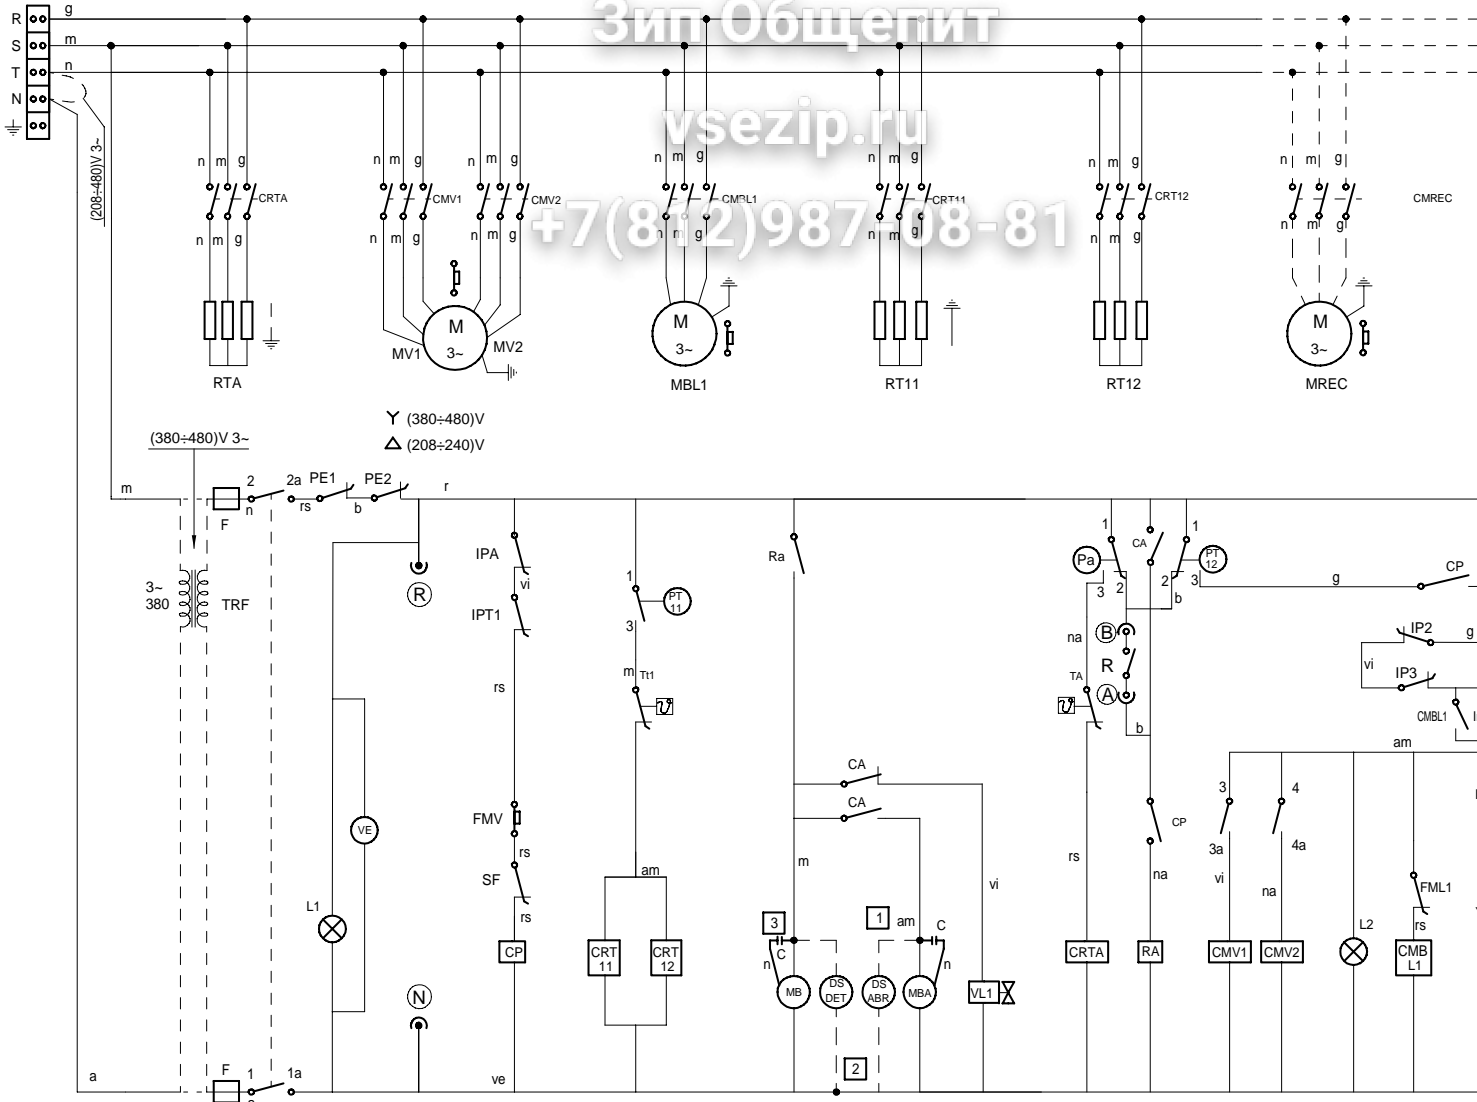 Зип Общепит
vsezip.ru
+7(812)987-08-81
R g
S m
T n
N
(208÷480)V 3~
n m g n m g n m g n m g n m g n m g n m g
CRTA CMV1 CMV2 CMBL1 CRT11 CRT12 CMREC
n m g n m g n m g n m g n m g n m g n m g
M 3~
M 3~
M 3~
MV1 MV2
RTA MBL1 RT11 RT12 MREC
Y (380÷480)V
△ (208÷240)V
(380÷480)V 3~
m F 2 n 2a rs PE1 b PE2 r
3~
380
TRF
R
IPA
vi
IPT1
rs
1
PT
11
3
m Tt1
Ra
1 CA 1
Pa
PT
12
3 2 2 3
b
g
CP
na
B
R
TA
A
b
IP2 g
vi
IP3
CMBL1
am
VE
FMV
rs
SF
rs
CP
L1
am
CRT
11
CRT
12
CA
CA
m
vi
3
C
n
1
am C
n
MB
DS
DET
DS
ABR
MBA
VL1
2
rs
CP
na
3
3a
vi
4
4a
na
L2
FML1
rs
CRTA
RA
CMV1
CMV2
CMB
L1
N
a F 1 1a ve